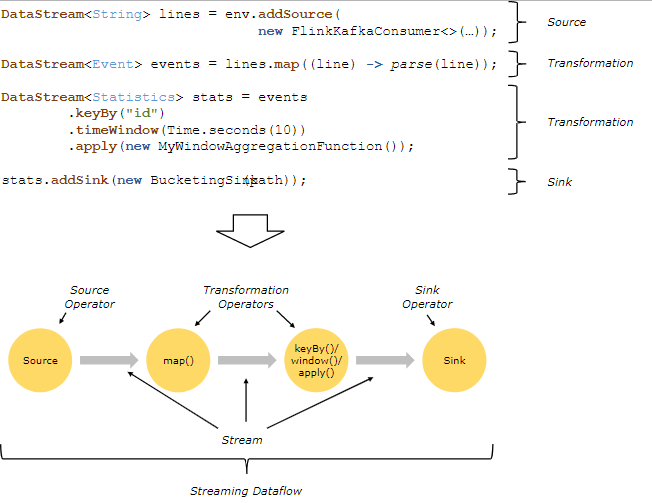 DataStream<String> lines = env.addSource(
new FlinkKafkaConsumer<>(…));
Source
DataStream<Event> events = lines.map((line) -> parse(line));
Transformation
DataStream<Statistics> stats = events
.keyBy("id")
.timeWindow(Time.seconds(10))
.apply(new MyWindowAggregationFunction());
Transformation
stats.addSink(new BucketingSink(path));
Sink
Source
Operator
Transformation
Operators
Sink
Operator
Source
map()
keyBy()/
window()/
apply()
Sink
Stream
Streaming Dataflow